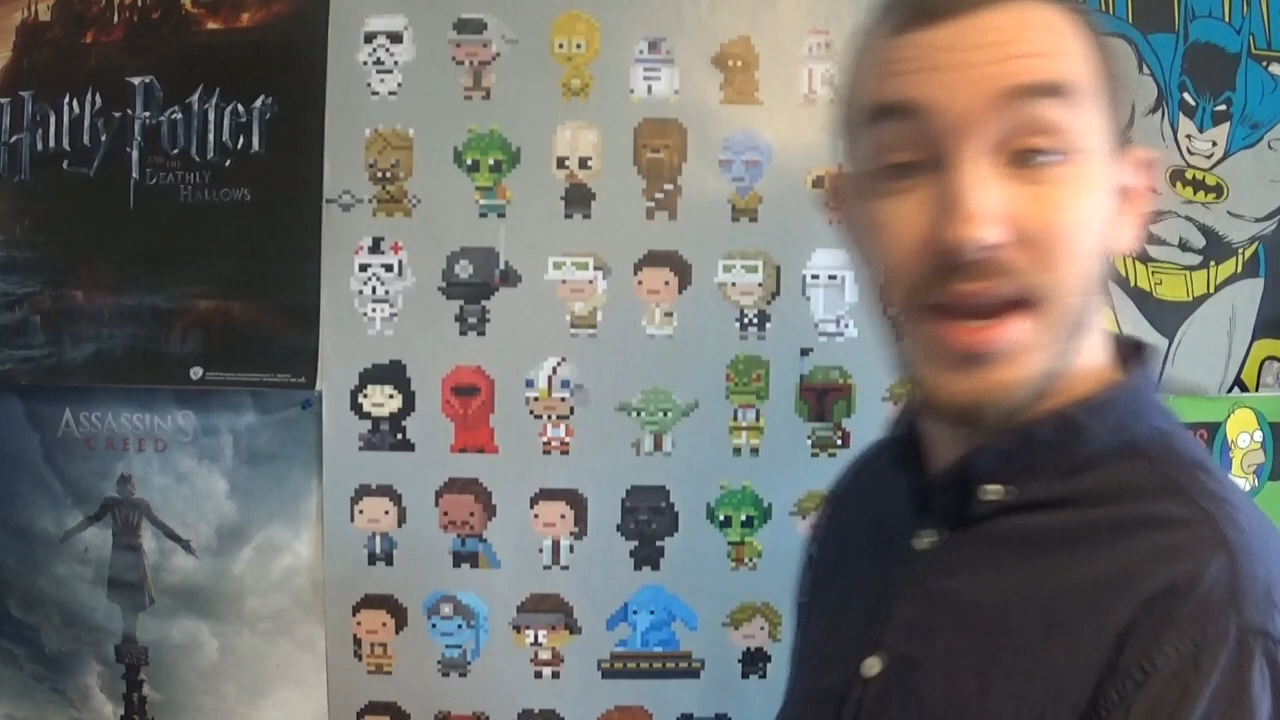 Harry Potter
AND THE
DEATHLY
HALLOWS
ASSASSIN'S
CREED